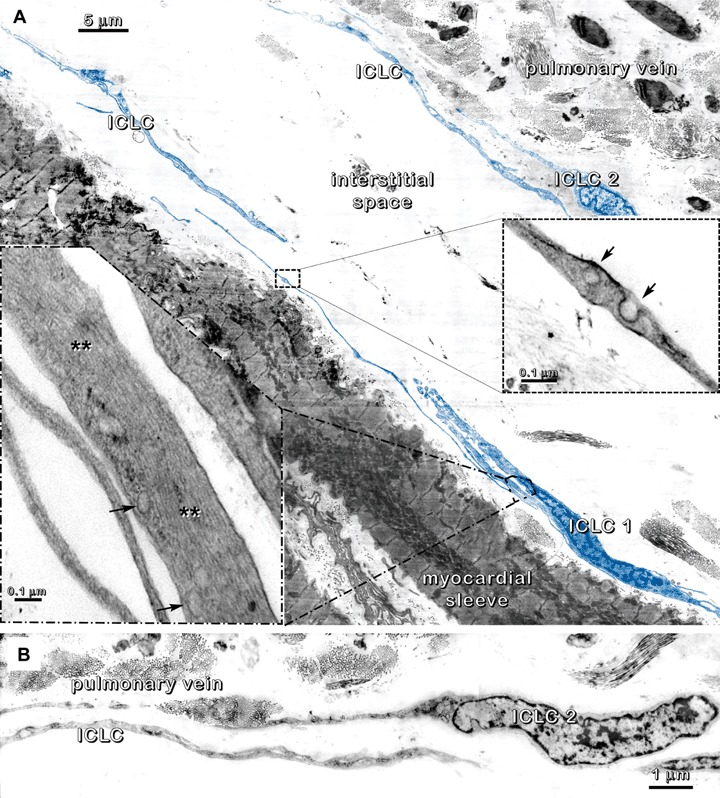 A
5 μm
ICLC
pulmonary vein
ICLC
interstitial
space
ICLC 2
0.1 μm
**
**
0.1 μm
ICLC 1
myocardial
sleeve
B
pulmonary vein
ICLC
ICLC 2
1 μm